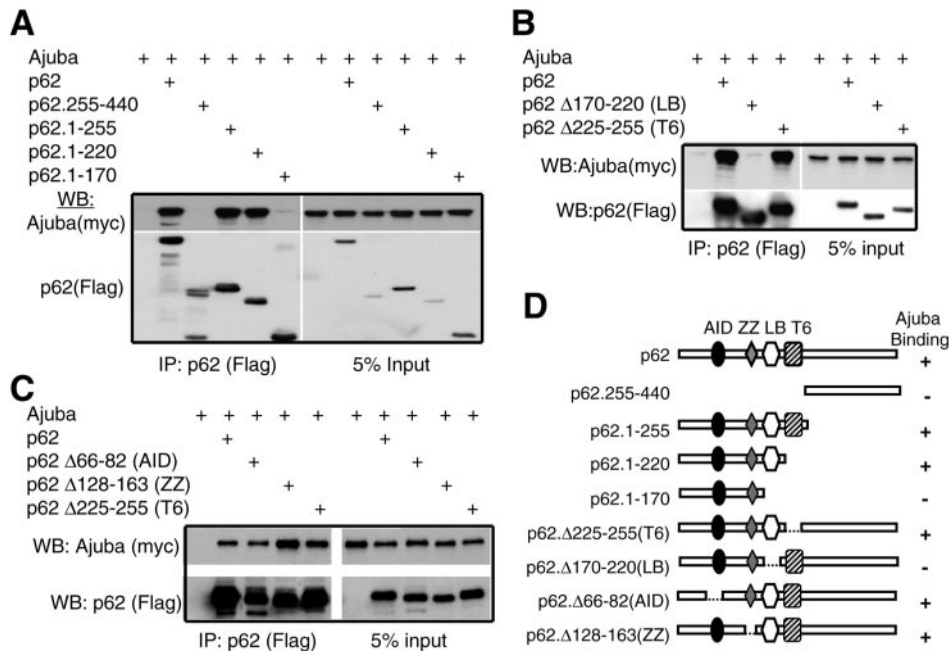 A
Ajuba + + + + + + + + + + + +
p62 + +
p62.255-440 + +
p62.1-255 + +
p62.1-220 + +
p62.1-170 + +
WB:
Ajuba(myc)
p62(Flag)
IP: p62 (Flag) 5% Input
B
Ajuba + + + + + + + +
p62 + +
p62 Δ170-220 (LB) + +
p62 Δ225-255 (T6) + +
WB:Ajuba(myc)
WB:p62(Flag)
IP: p62 (Flag) 5% input
C
Ajuba + + + + + + + + + +
p62 + +
p62 Δ66-82 (AID) + +
p62 Δ128-163 (ZZ) + +
p62 Δ225-255 (T6) + +
WB: Ajuba (myc)
WB: p62 (Flag)
IP: p62 (Flag) 5% input
D
AID ZZ LB T6 Ajuba Binding
p62 +
p62.255-440 -
p62.1-255 +
p62.1-220 +
p62.1-170 -
p62.Δ225-255(T6) +
p62.Δ170-220(LB) -
p62.Δ66-82(AID) +
p62.Δ128-163(ZZ) +